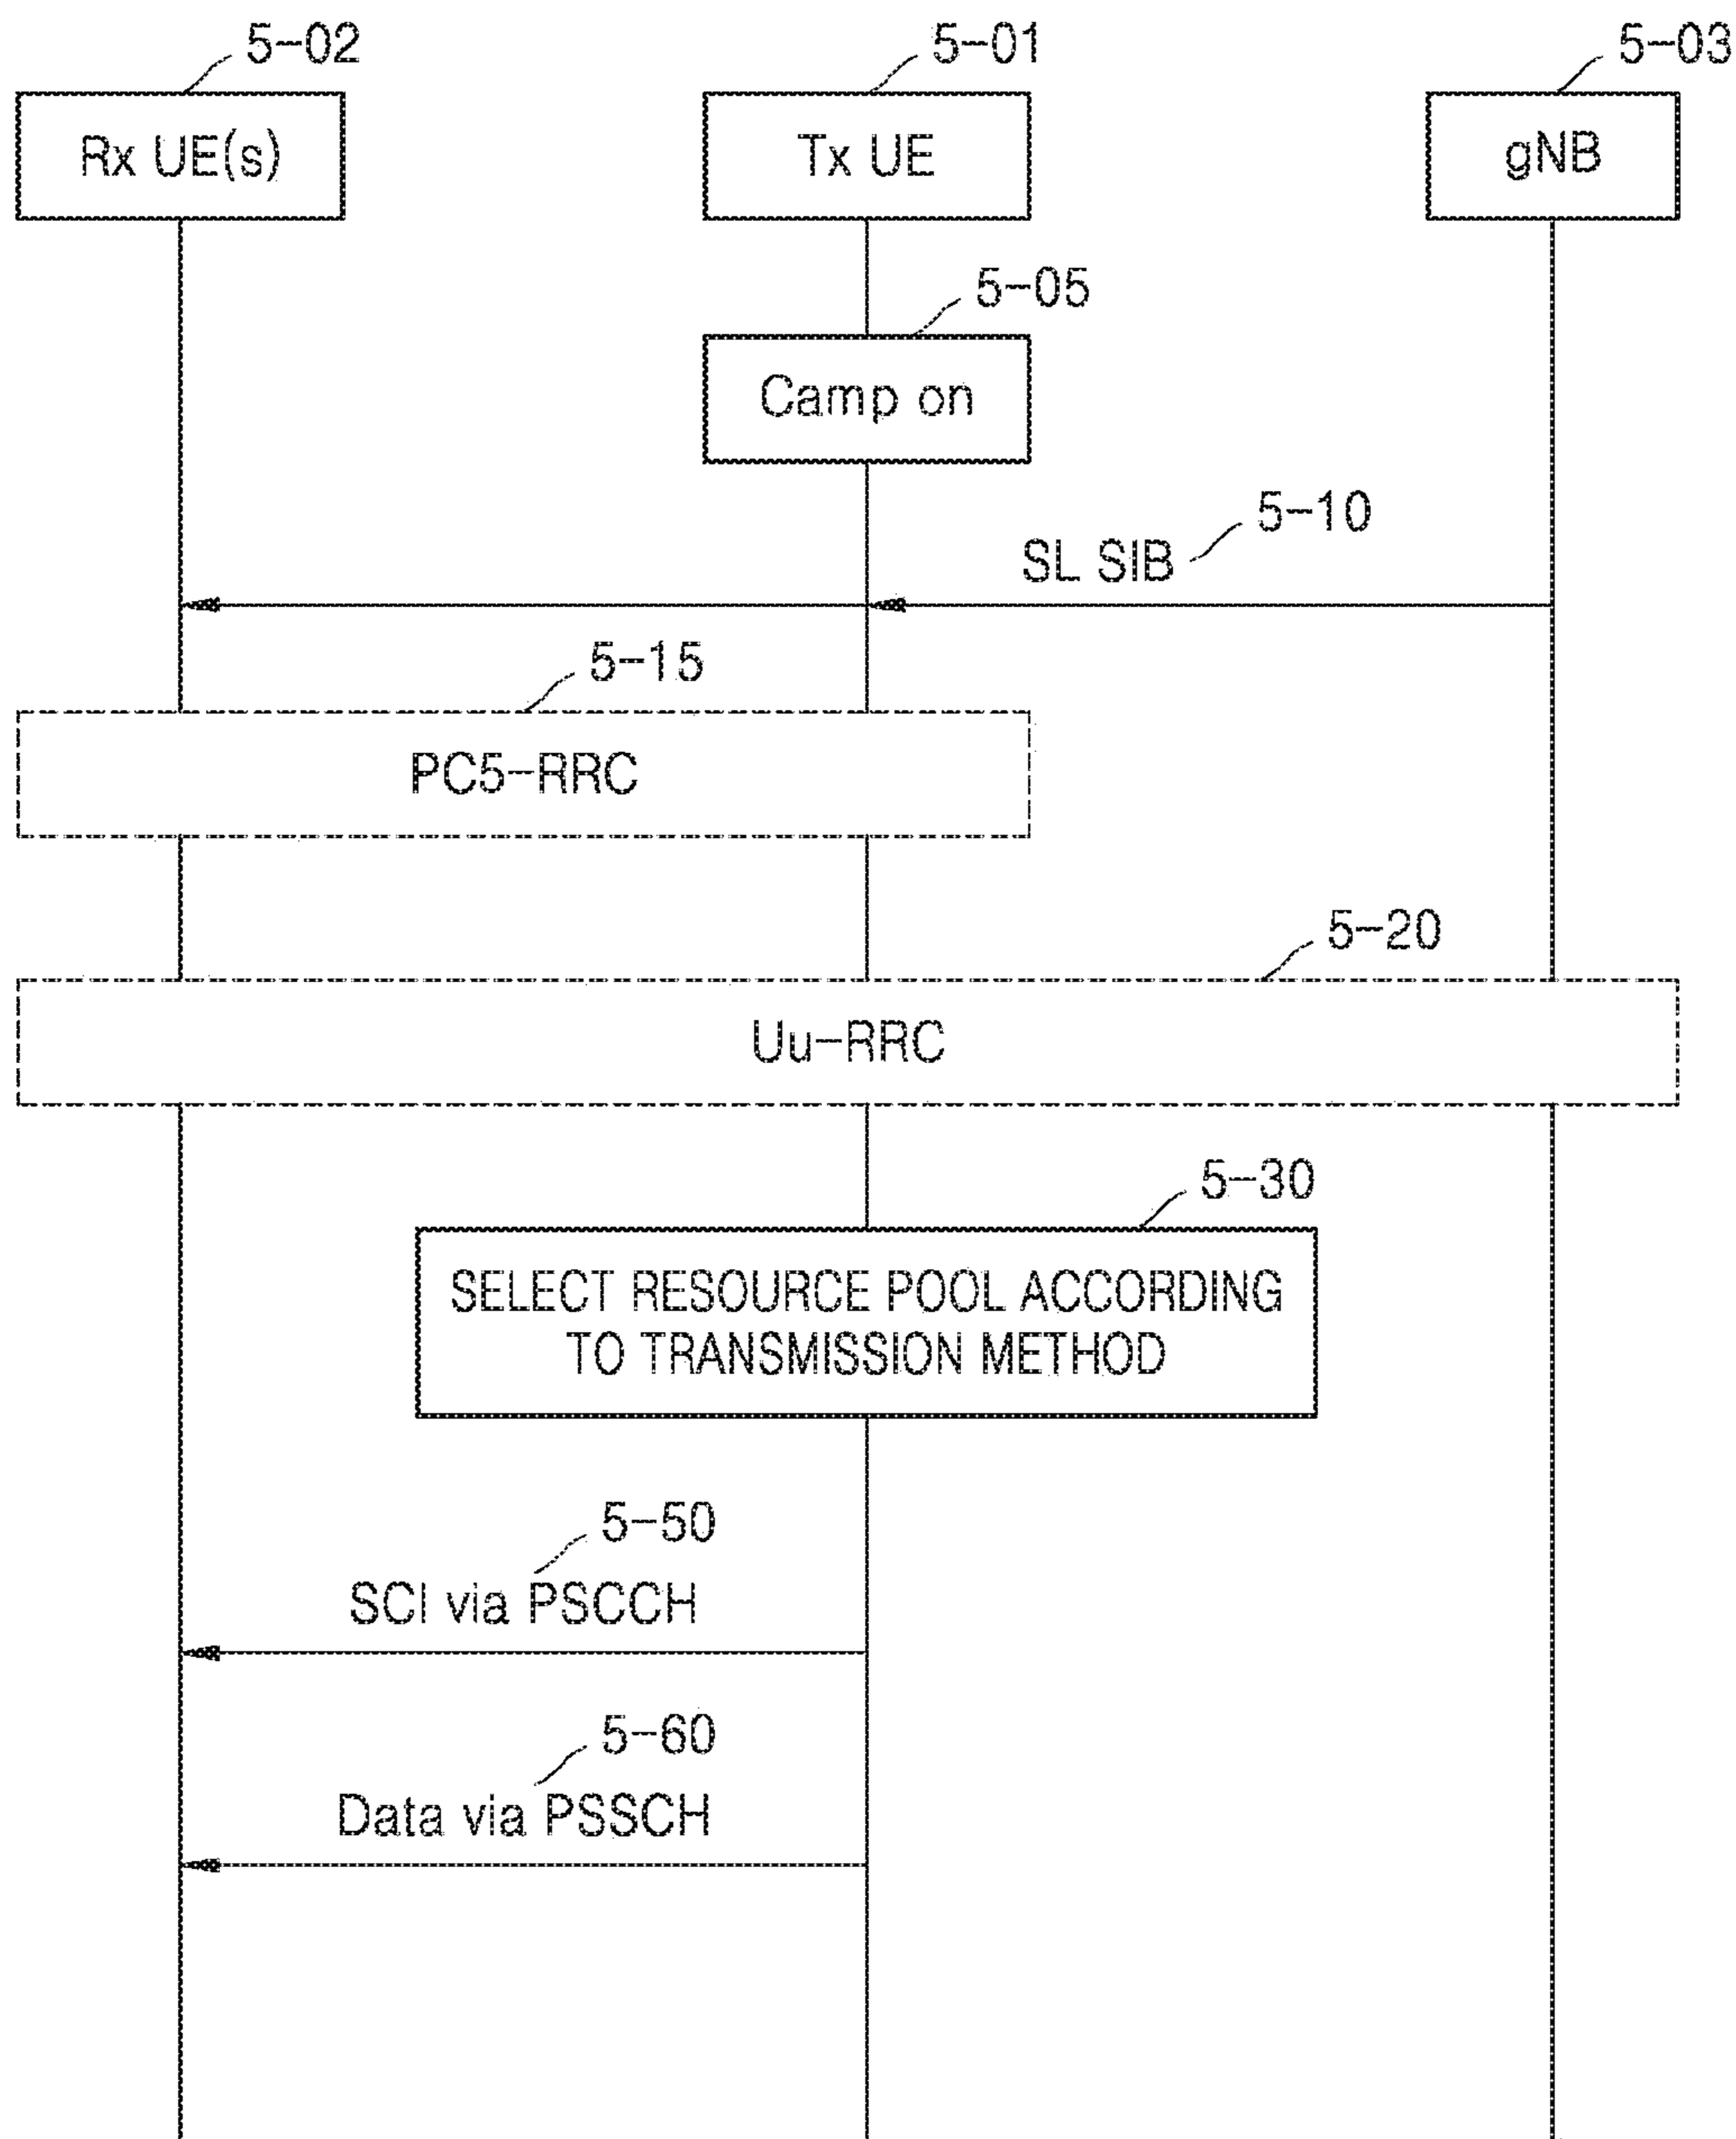 5-02
5-01
5-03
Rx UE(s)
Tx UE
gNB
5-05
Camp on
5-10
SL SIB
5-15
PC5-RRC
5-20
Uu-RRC
5-30
SELECT RESOURCE POOL ACCORDING
TO TRANSMISSION METHOD
5-50
SCI via PSCCH
5-60
Data via PSSCH